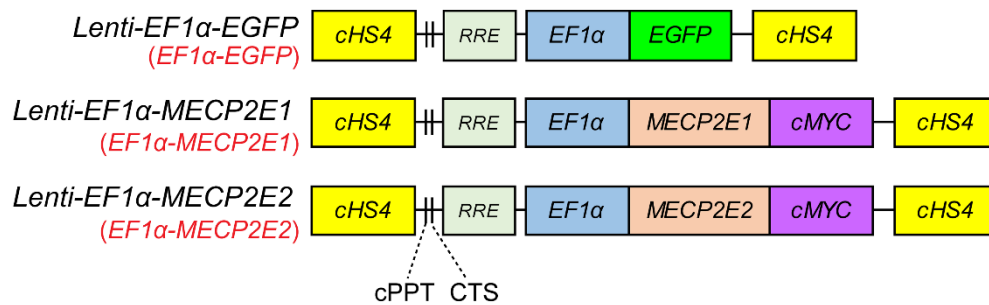 Lenti-EF1α-EGFP cHS4 RRE EF1α EGFP cHS4
(EF1α-EGFP)
Lenti-EF1α-MECP2E1 cHS4 RRE EF1α MECP2E1 cMYC cHS4
(EF1α-MECP2E1)
Lenti-EF1α-MECP2E2 cHS4 RRE EF1α MECP2E2 cMYC cHS4
(EF1α-MECP2E2)
cPPT CTS